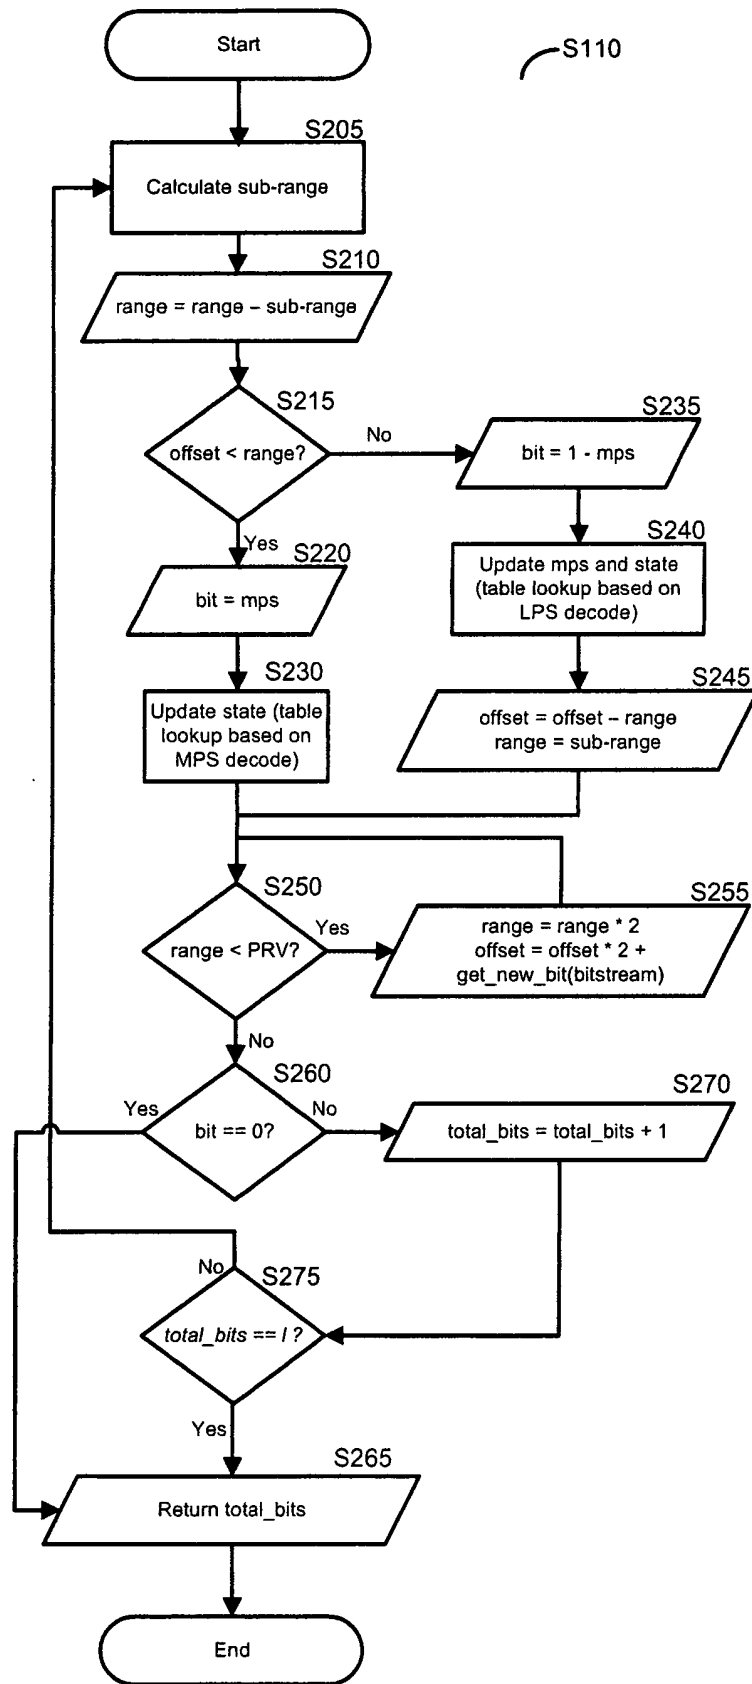 Start
S110
S205
Calculate sub-range
S210
range = range – sub-range
S215
offset < range?
No
S235
bit = 1 - mps
Yes
S220
bit = mps
S240
Update mps and state
(table lookup based on
LPS decode)
S230
Update state (table
lookup based on
MPS decode)
S245
offset = offset – range
range = sub-range
S250
range < PRV?
Yes
S255
range = range * 2
offset = offset * 2 +
get_new_bit(bitstream)
No
S260
Yes
bit == 0?
No
S270
total_bits = total_bits + 1
No
S275
total_bits == l ?
Yes
S265
Return total_bits
End